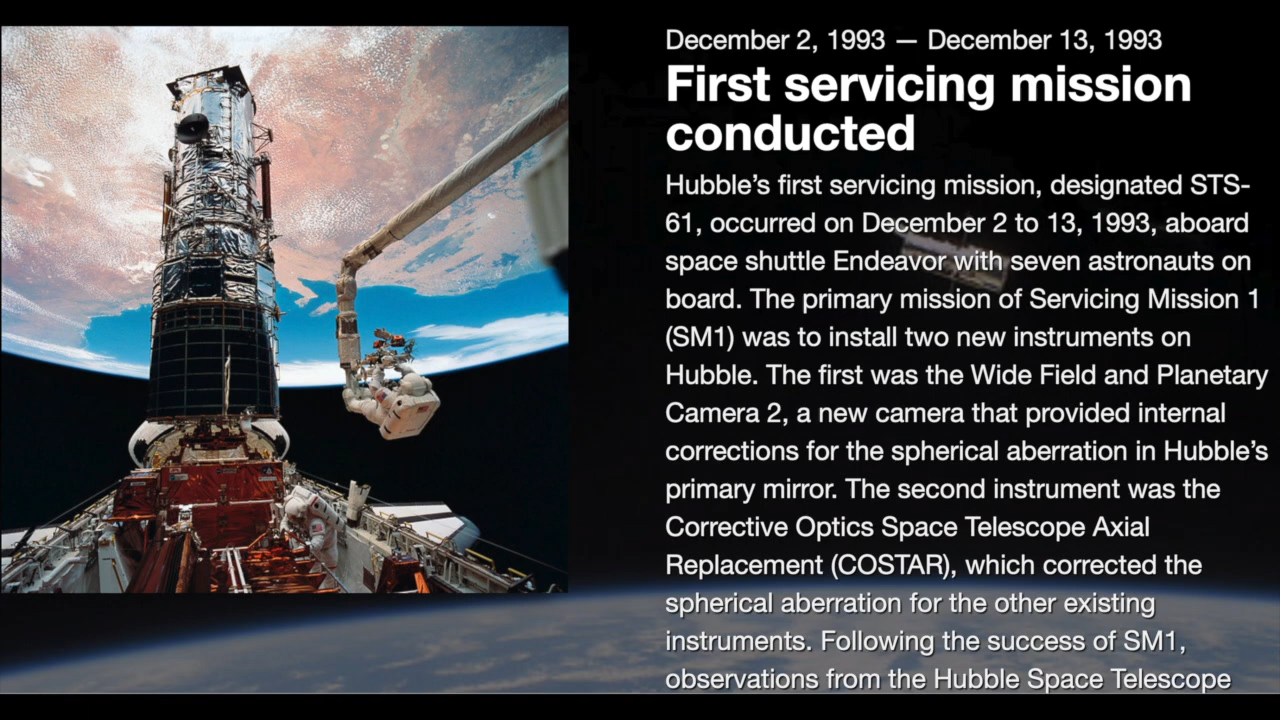 December 2, 1993 — December 13, 1993
First servicing mission
conducted
Hubble’s first servicing mission, designated STS-
61, occurred on December 2 to 13, 1993, aboard
space shuttle Endeavor with seven astronauts on
board. The primary mission of Servicing Mission 1
(SM1) was to install two new instruments on
Hubble. The first was the Wide Field and Planetary
Camera 2, a new camera that provided internal
corrections for the spherical aberration in Hubble’s
primary mirror. The second instrument was the
Corrective Optics Space Telescope Axial
Replacement (COSTAR), which corrected the
spherical aberration for the other existing
instruments. Following the success of SM1,
observations from the Hubble Space Telescope